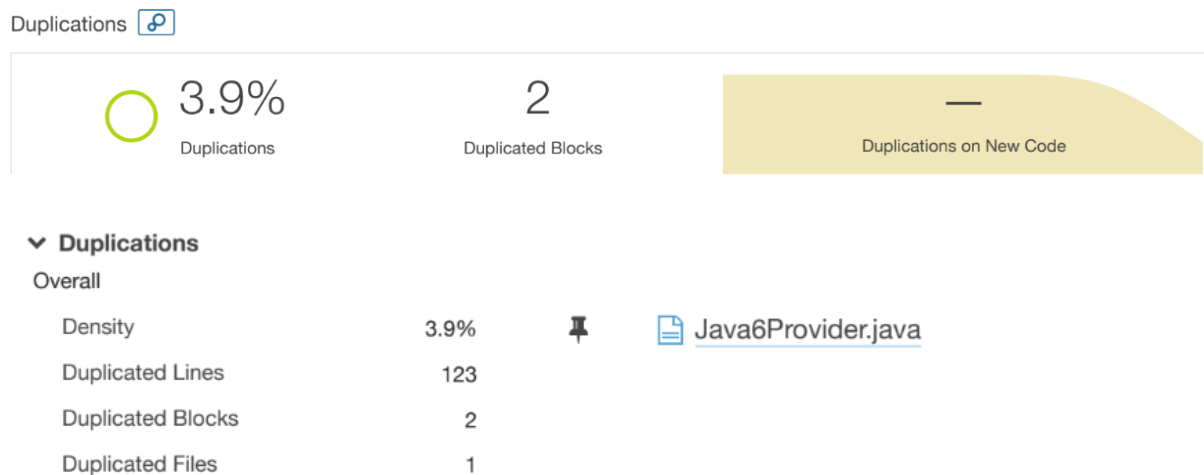 Duplications
3.9%
Duplications
2
Duplicated Blocks
—
Duplications on New Code
Duplications
Overall
Density 3.9% Java6Provider.java
Duplicated Lines 123
Duplicated Blocks 2
Duplicated Files 1